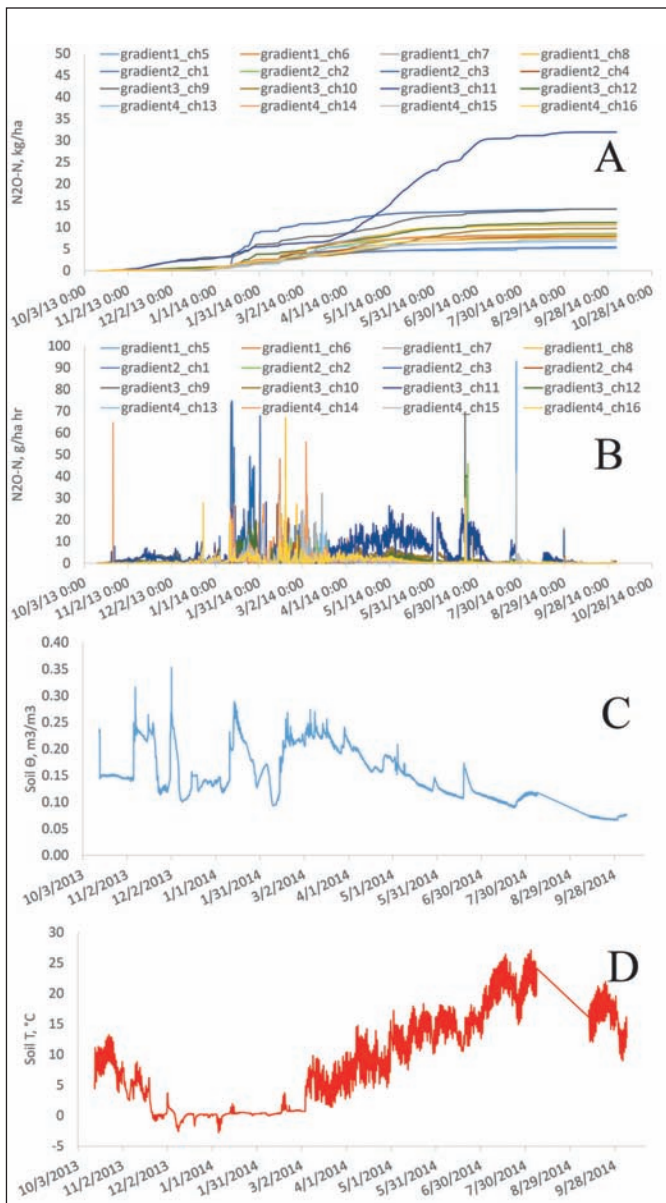 50
45
40
35
30
25
20
15
10
5
0
N2O-N, kg/ha
gradient1_ch5 gradient1_ch6 gradient1_ch7 gradient1_ch8
gradient2_ch1 gradient2_ch2 gradient2_ch3 gradient2_ch4
gradient3_ch9 gradient3_ch10 gradient3_ch11 gradient3_ch12
gradient4_ch13 gradient4_ch14 gradient4_ch15 gradient4_ch16
A
10/3/13 0:00 11/2/13 0:00 12/2/13 0:00 1/1/14 0:00 1/31/14 0:00 3/2/14 0:00 4/1/14 0:00 5/1/14 0:00 5/31/14 0:00 6/30/14 0:00 7/30/14 0:00 8/29/14 0:00 9/28/14 0:00 10/28/14 0:00
100
90
80
70
60
50
40
30
20
10
0
N2O-N, g/ha hr
gradient1_ch5 gradient1_ch6 gradient1_ch7 gradient1_ch8
gradient2_ch1 gradient2_ch2 gradient2_ch3 gradient2_ch4
gradient3_ch9 gradient3_ch10 gradient3_ch11 gradient3_ch12
gradient4_ch13 gradient4_ch14 gradient4_ch15 gradient4_ch16
B
10/3/13 0:00 11/2/13 0:00 12/2/13 0:00 1/1/14 0:00 1/31/14 0:00 3/2/14 0:00 4/1/14 0:00 5/1/14 0:00 5/31/14 0:00 6/30/14 0:00 7/30/14 0:00 8/29/14 0:00 9/28/14 0:00 10/28/14 0:00
0.40
0.35
0.30
0.25
0.20
0.15
0.10
0.05
0.00
Soil Θ, m3/m3
C
10/3/2013 11/2/2013 12/2/2013 1/1/2014 1/31/2014 3/2/2014 4/1/2014 5/1/2014 5/31/2014 6/30/2014 7/30/2014 8/29/2014 9/28/2014
30
25
20
15
10
5
0
-5
Soil T, °C
D
10/3/2013 11/2/2013 12/2/2013 1/1/2014 1/31/2014 3/2/2014 4/1/2014 5/1/2014 5/31/2014 6/30/2014 7/30/2014 8/29/2014 9/28/2014